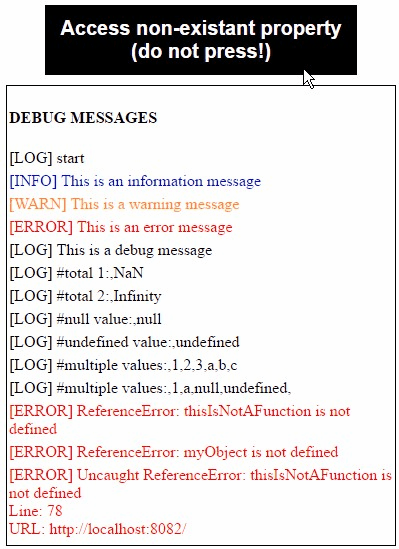 Access non-existant property
(do not press!)
DEBUG MESSAGES
[LOG] start
[INFO] This is an information message
[WARN] This is a warning message
[ERROR] This is an error message
[LOG] This is a debug message
[LOG] #total 1:,NaN
[LOG] #total 2:,Infinity
[LOG] #null value:,null
[LOG] #undefined value:,undefined
[LOG] #multiple values:,1,2,3,a,b,c
[LOG] #multiple values:,1,a,null,undefined,
[ERROR] ReferenceError: thisIsNotAFunction is not
defined
[ERROR] ReferenceError: myObject is not defined
[ERROR] Uncaught ReferenceError: thisIsNotAFunction is
not defined
Line: 78
URL: http://localhost:8082/